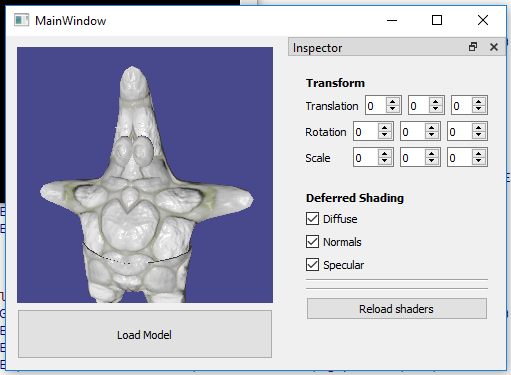 MainWindow
Inspector
Transform
Translation 0 0 0
Rotation 0 0 0
Scale 0 0 0
Deferred Shading
Diffuse
Normals
Specular
Reload shaders
Load Model